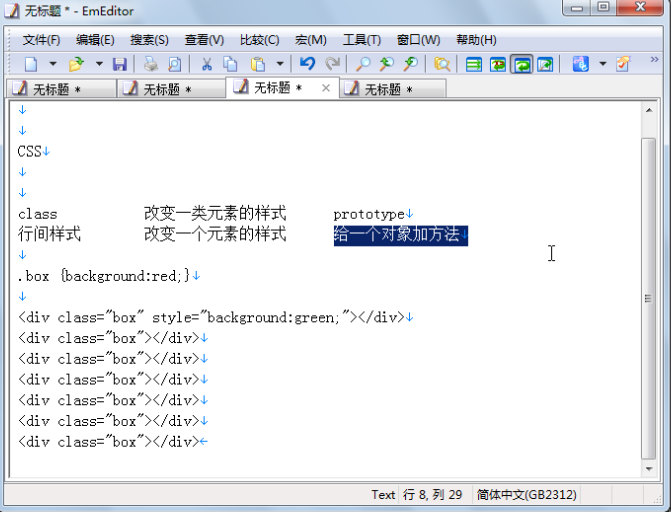 无标题 * - EmEditor
文件(F) 编辑(E) 搜索(S) 查看(V) 比较(C) 宏(M) 工具(T) 窗口(W) 帮助(H)
无标题 * 无标题 * 无标题 * 无标题 *
CSS
class 改变一类元素的样式 prototype
行间样式 改变一个元素的样式 给一个对象加方法
.box {background:red;}
<div class="box" style="background:green;"></div>
<div class="box"></div>
<div class="box"></div>
<div class="box"></div>
<div class="box"></div>
<div class="box"></div>
<div class="box"></div>
Text 行 8, 列 29 简体中文(GB2312)